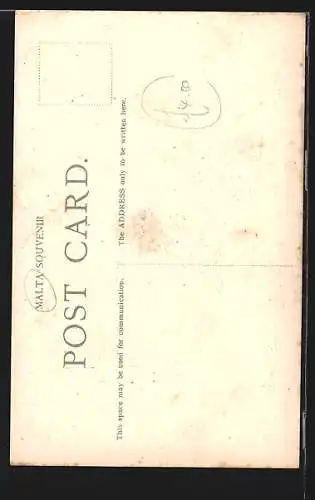 MALTA SOUVENIR
POST CARD.
This space may be used for communication.
The ADDRESS only to be written here.